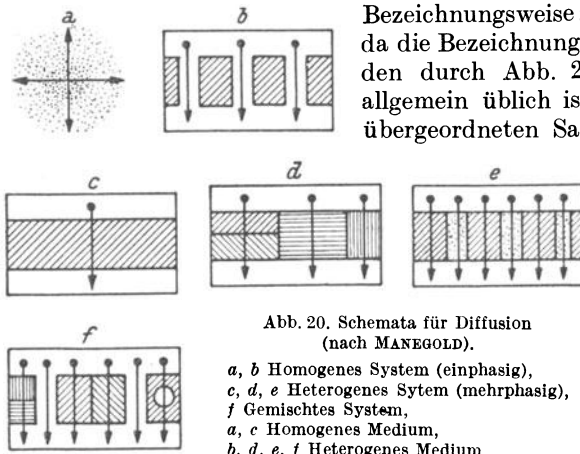 Bezeichnungsweise
da die Bezeichnung
den durch Abb. 2
allgemein üblich is
übergeordneten Sa
a
b
c
d
e
f
Abb. 20. Schemata für Diffusion
(nach MANEGOLD).
a, b Homogenes System (einphasig),
c, d, e Heterogenes Sytem (mehrphasig),
f Gemischtes System,
a, c Homogenes Medium,
b, d, e, f Heterogenes Medium